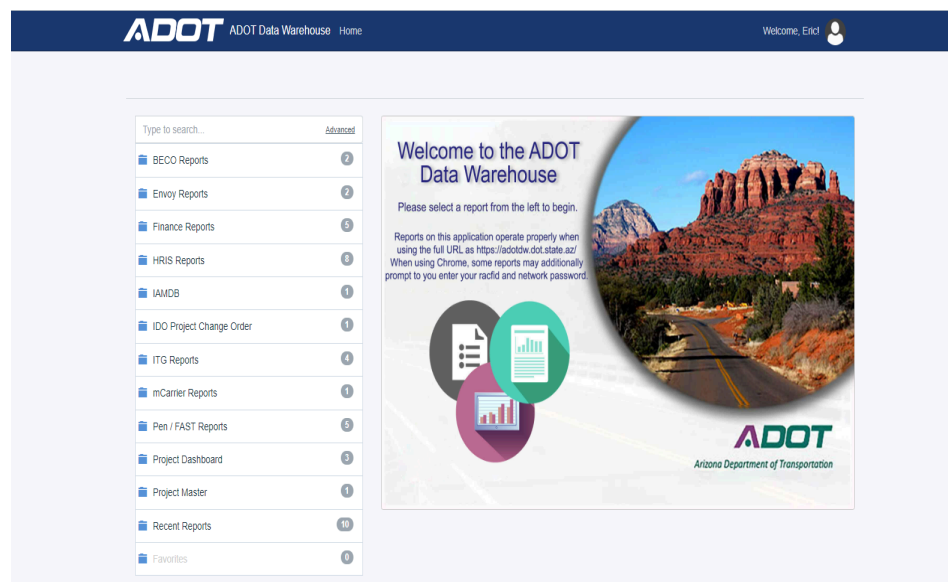 ADOT ADOT Data Warehouse Home
Welcome, Eric!
Type to search... Advanced
BECO Reports 2
Envoy Reports 2
Finance Reports 5
HRIS Reports 8
IAMDB 1
IDO Project Change Order 1
ITG Reports 4
mCarrier Reports 1
Pen / FAST Reports 5
Project Dashboard 3
Project Master 1
Recent Reports 10
Favorites 0
Welcome to the ADOT
Data Warehouse
Please select a report from the left to begin.
Reports on this application operate properly when
using the full URL as https://adotdw.dot.state.az/
When using Chrome, some reports may additionally
prompt to you enter your racfid and network password.
ADOT
Arizona Department of Transportation